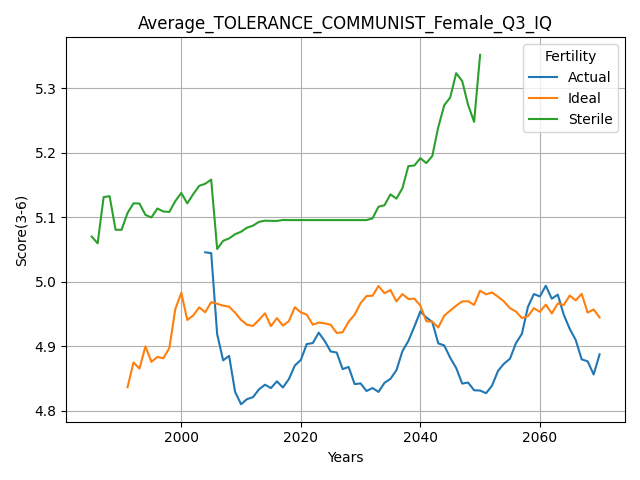 Average_TOLERANCE_COMMUNIST_Female_Q3_IQ
Fertility
Actual
Ideal
Sterile
Score(3-6)
5.3
5.2
5.1
5.0
4.9
4.8
2000 2020 2040 2060
Years